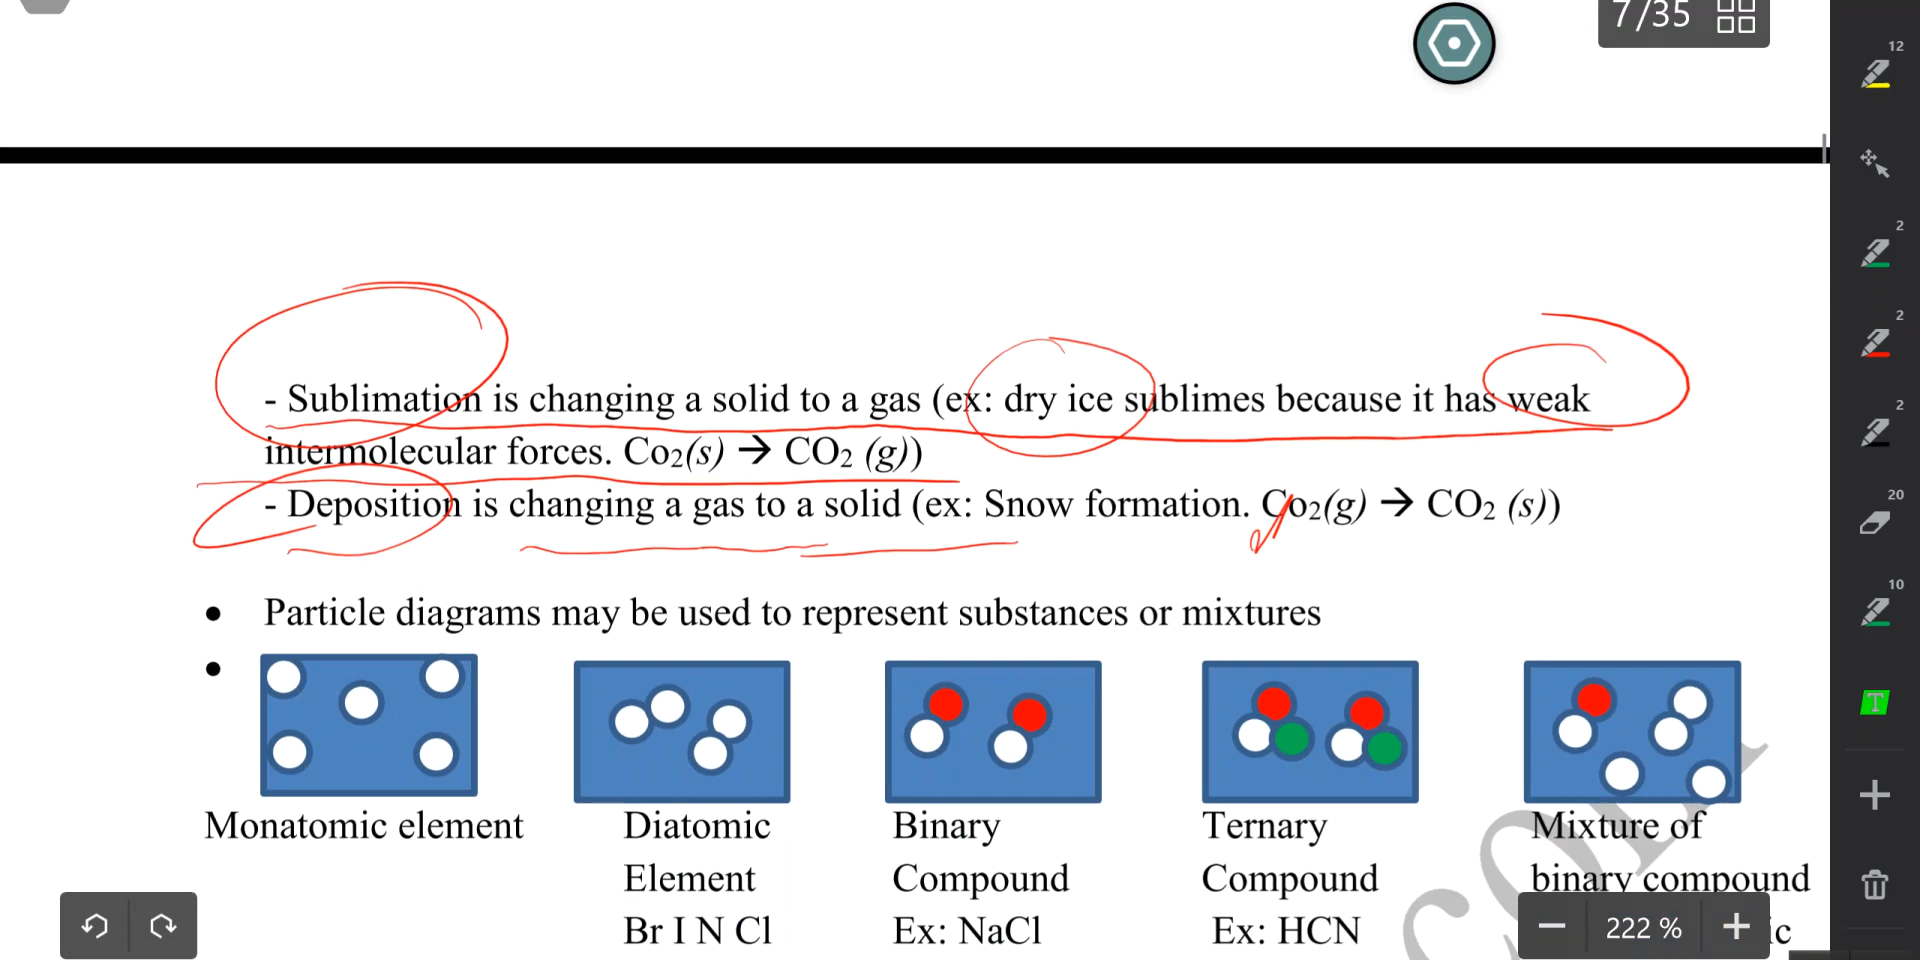 7/35
12
2
2
2
20
10
T
- Sublimation is changing a solid to a gas (ex: dry ice sublimes because it has weak
intermolecular forces. Co₂(s) → CO₂ (g))
- Deposition is changing a gas to a solid (ex: Snow formation. Co₂(g) → CO₂ (s))
• Particle diagrams may be used to represent substances or mixtures
•
Monatomic element
Diatomic
Element
Br I N Cl
Binary
Compound
Ex: NaCl
Ternary
Compound
Ex: HCN
Mixture of
binary compound
ic
222 %